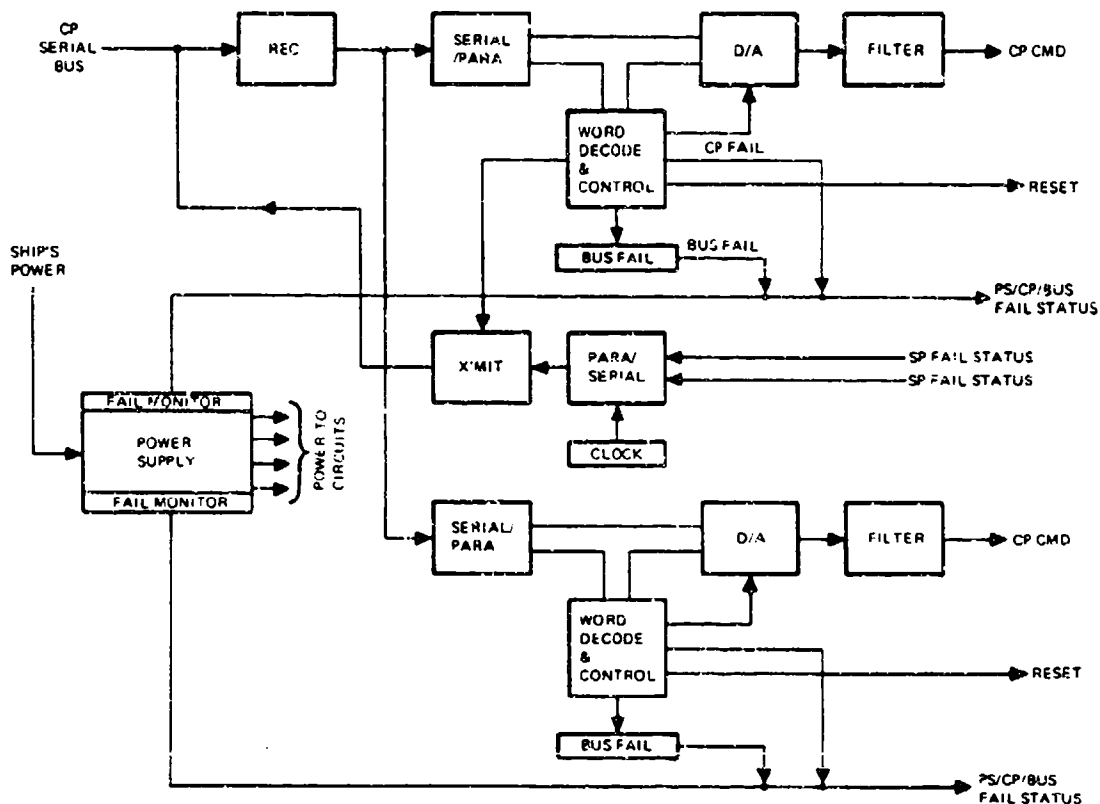 CP
SERIAL
BUS
REC
SERIAL
/PARA
D/A
FILTER
CP CMD
WORD
DECODE
&
CONTROL
CP FAIL
RESET
BUS FAIL
BUS FAIL
SHIP'S
POWER
PS/CP/BUS
FAIL STATUS
X'MIT
PARA/
SERIAL
SP FAIL STATUS
SP FAIL STATUS
CLOCK
FAIL MONITOR
POWER
SUPPLY
FAIL MONITOR
POWER TO
CIRCUITS
SERIAL/
PARA
D/A
FILTER
CP CMD
WORD
DECODE
&
CONTROL
RESET
BUS FAIL
PS/CP/BUS
FAIL STATUS